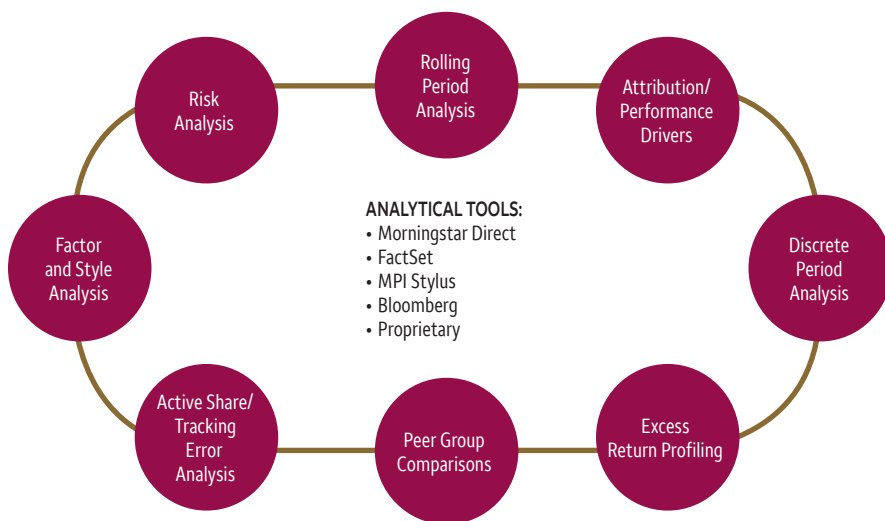 Rolling
Period
Analysis
Attribution/
Performance
Drivers
Discrete
Period
Analysis
Excess
Return Profiling
Peer Group
Comparisons
Active Share/
Tracking
Error
Analysis
Factor
and Style
Analysis
Risk
Analysis
ANALYTICAL TOOLS:
• Morningstar Direct
• FactSet
• MPI Stylus
• Bloomberg
• Proprietary